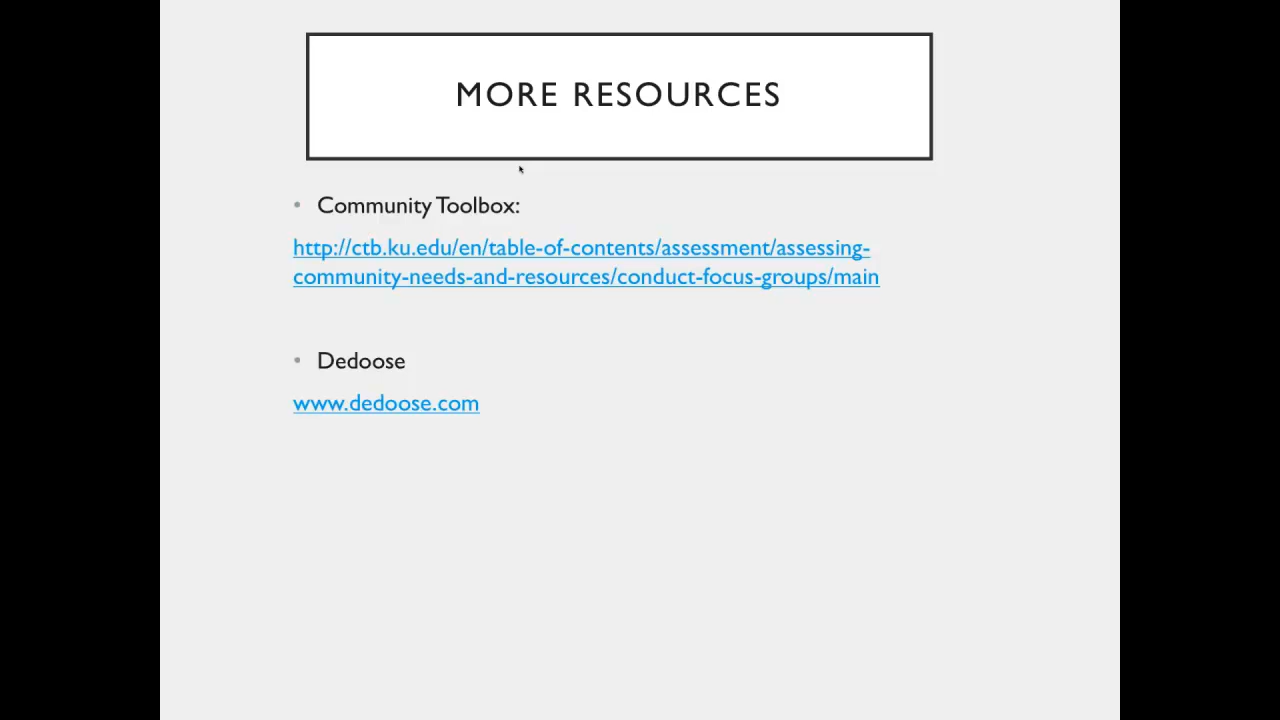 MORE RESOURCES
• Community Toolbox:
http://ctb.ku.edu/en/table-of-contents/assessment/assessing-
community-needs-and-resources/conduct-focus-groups/main
• Dedoose
www.dedoose.com